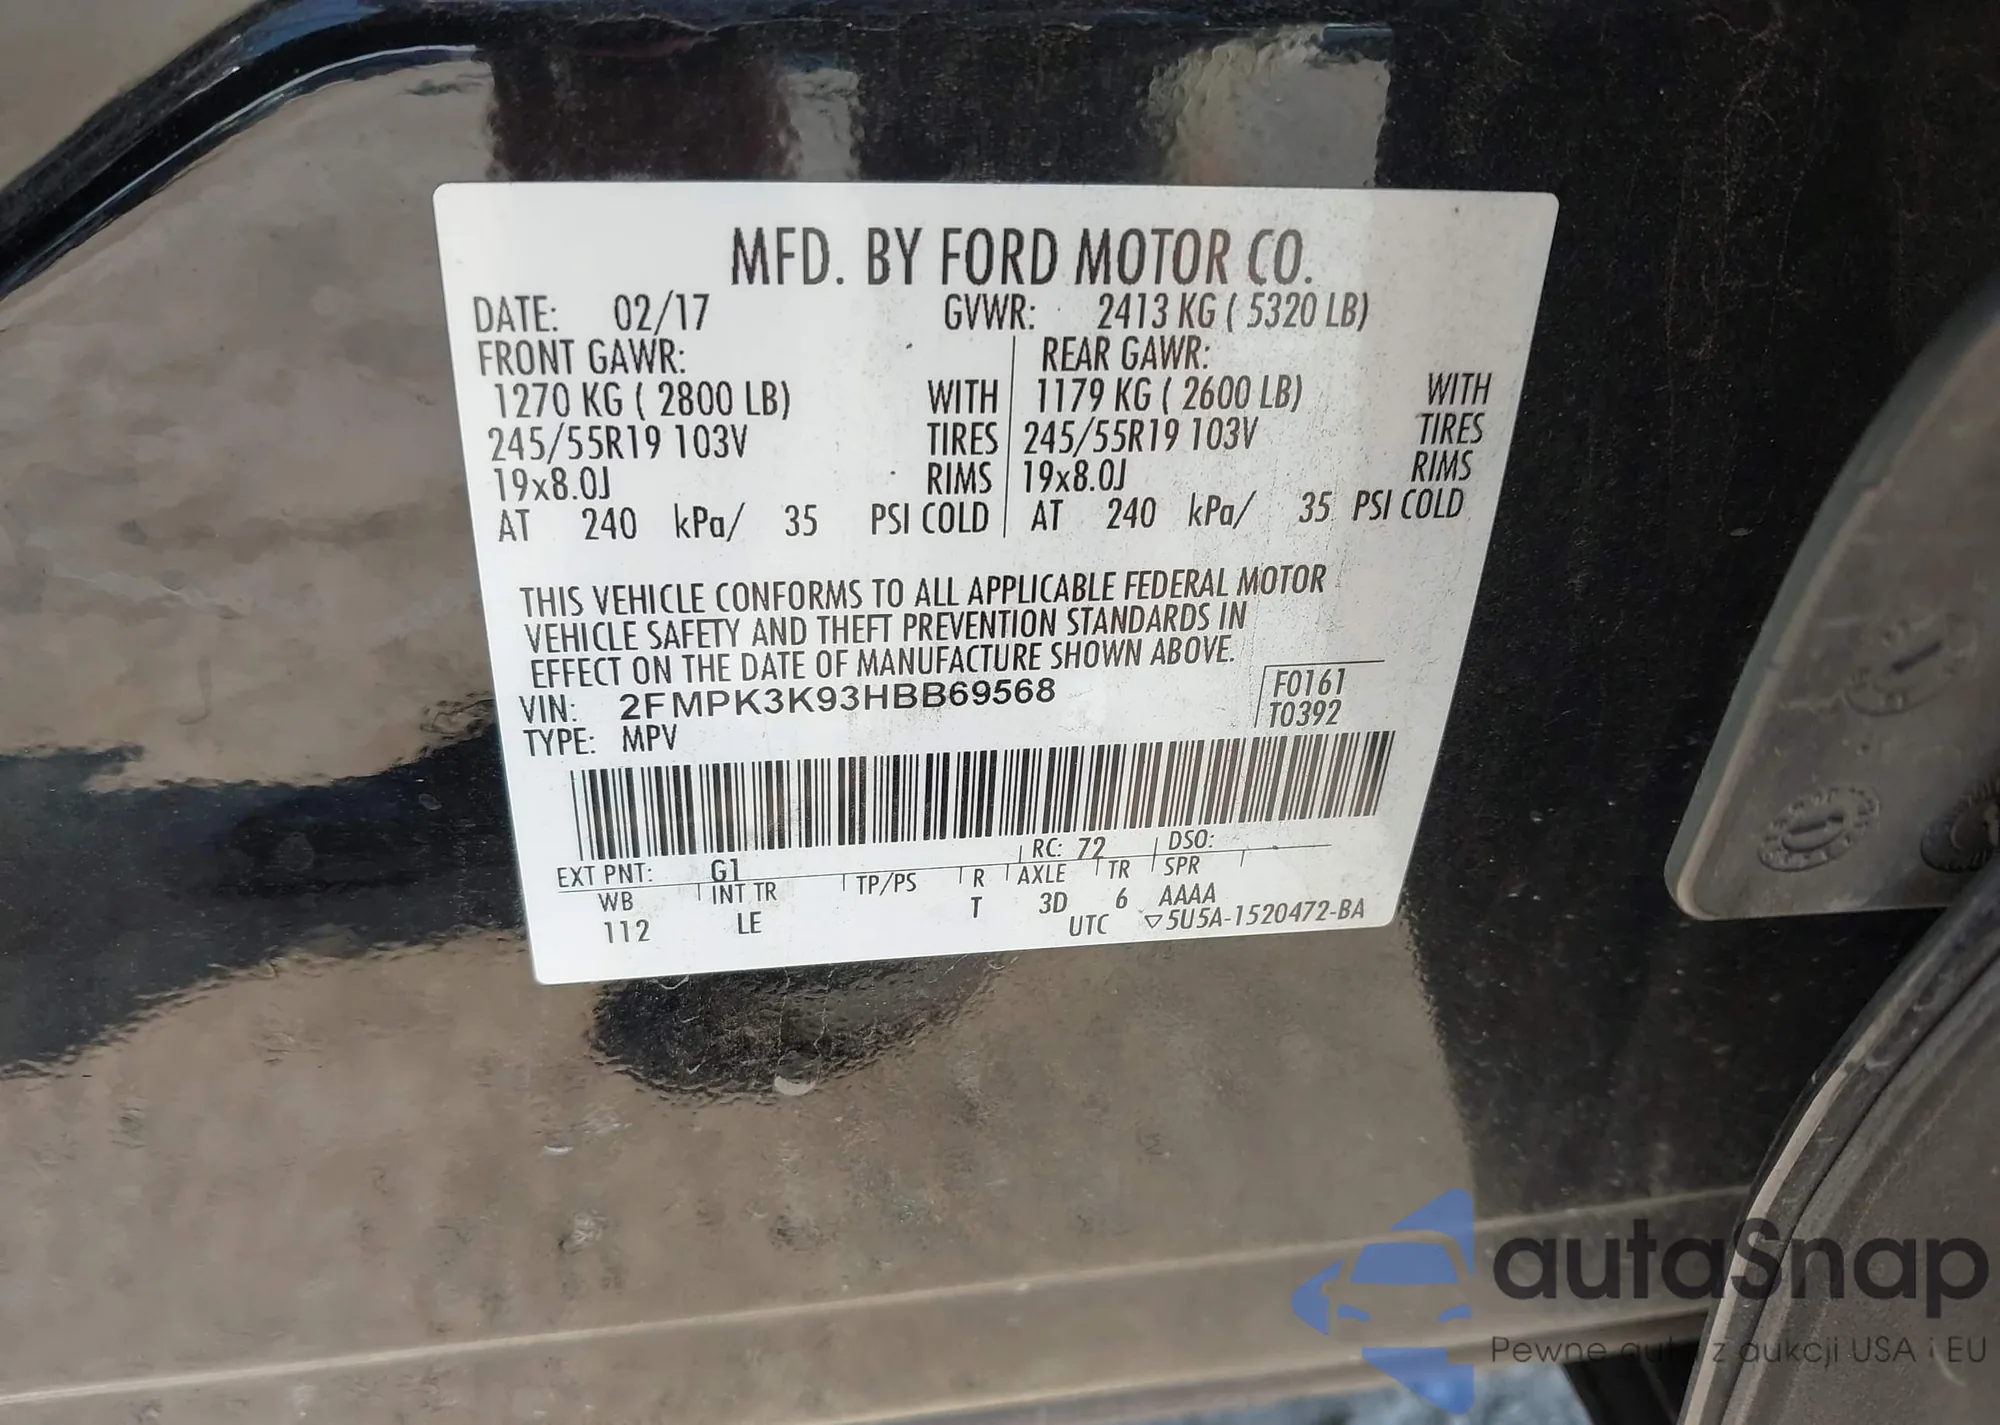 MFD. BY FORD MOTOR CO.
DATE: 02/17 GVWR: 2413 KG ( 5320 LB)
FRONT GAWR: REAR GAWR:
1270 KG ( 2800 LB) WITH 1179 KG ( 2600 LB) WITH
245/55R19 103V TIRES 245/55R19 103V TIRES
19x8.0J RIMS 19x8.0J RIMS
AT 240 kPa/ 35 PSI COLD AT 240 kPa/ 35 PSI COLD
THIS VEHICLE CONFORMS TO ALL APPLICABLE FEDERAL MOTOR
VEHICLE SAFETY AND THEFT PREVENTION STANDARDS IN
EFFECT ON THE DATE OF MANUFACTURE SHOWN ABOVE.
VIN: 2FMPK3K93HBB69568 F0161
TYPE: MPV T0392
EXT PNT: G1 RC: 72 DSO:
WB INT TR TP/PS R AXLE TR SPR
112 LE T 3D 6 AAAA
UTC ▽5U5A-1520472-BA
autaSnap
Pewne auta z aukcji USA i EU